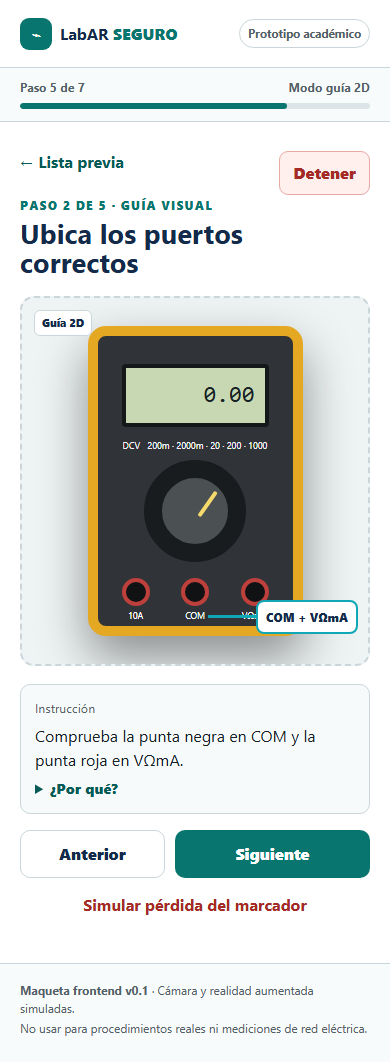 LabAR SEGURO
Prototipo académico
Paso 5 de 7
Modo guía 2D
← Lista previa
Detener
PASO 2 DE 5 · GUÍA VISUAL
Ubica los puertos
correctos
Guía 2D
0.00
DCV 200m · 2000m · 20 · 200 · 1000
10A
COM
COM + VΩmA
Instrucción
Comprueba la punta negra en COM y la
punta roja en VΩmA.
¿Por qué?
Anterior
Siguiente
Simular pérdida del marcador
Maqueta frontend v0.1 · Cámara y realidad aumentada
simuladas.
No usar para procedimientos reales ni mediciones de red eléctrica.